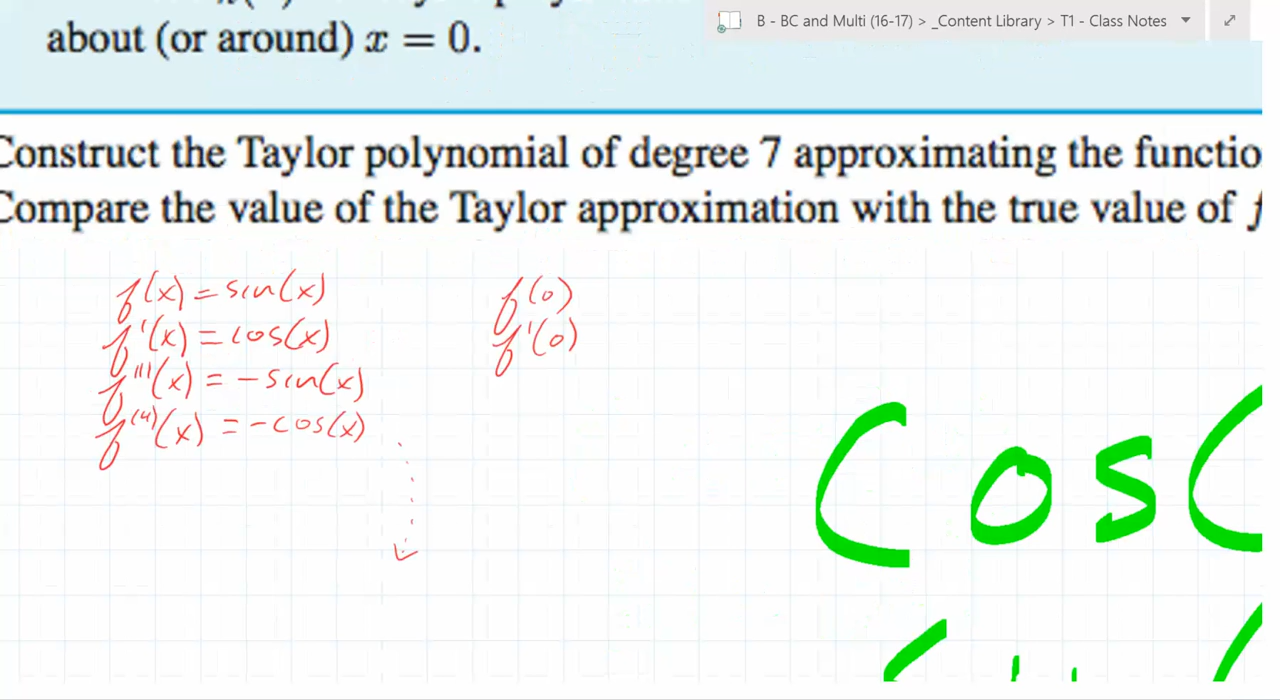 B - BC and Multi (16-17) > _Content Library > T1 - Class Notes
about (or around) x = 0.
Construct the Taylor polynomial of degree 7 approximating the functio
Compare the value of the Taylor approximation with the true value of f
f(x) = sin(x)
f(0)
f'(x) = cos(x)
f'(0)
f'''(x) = -sin(x)
f⁽⁴⁾(x) = -cos(x)
Cos(